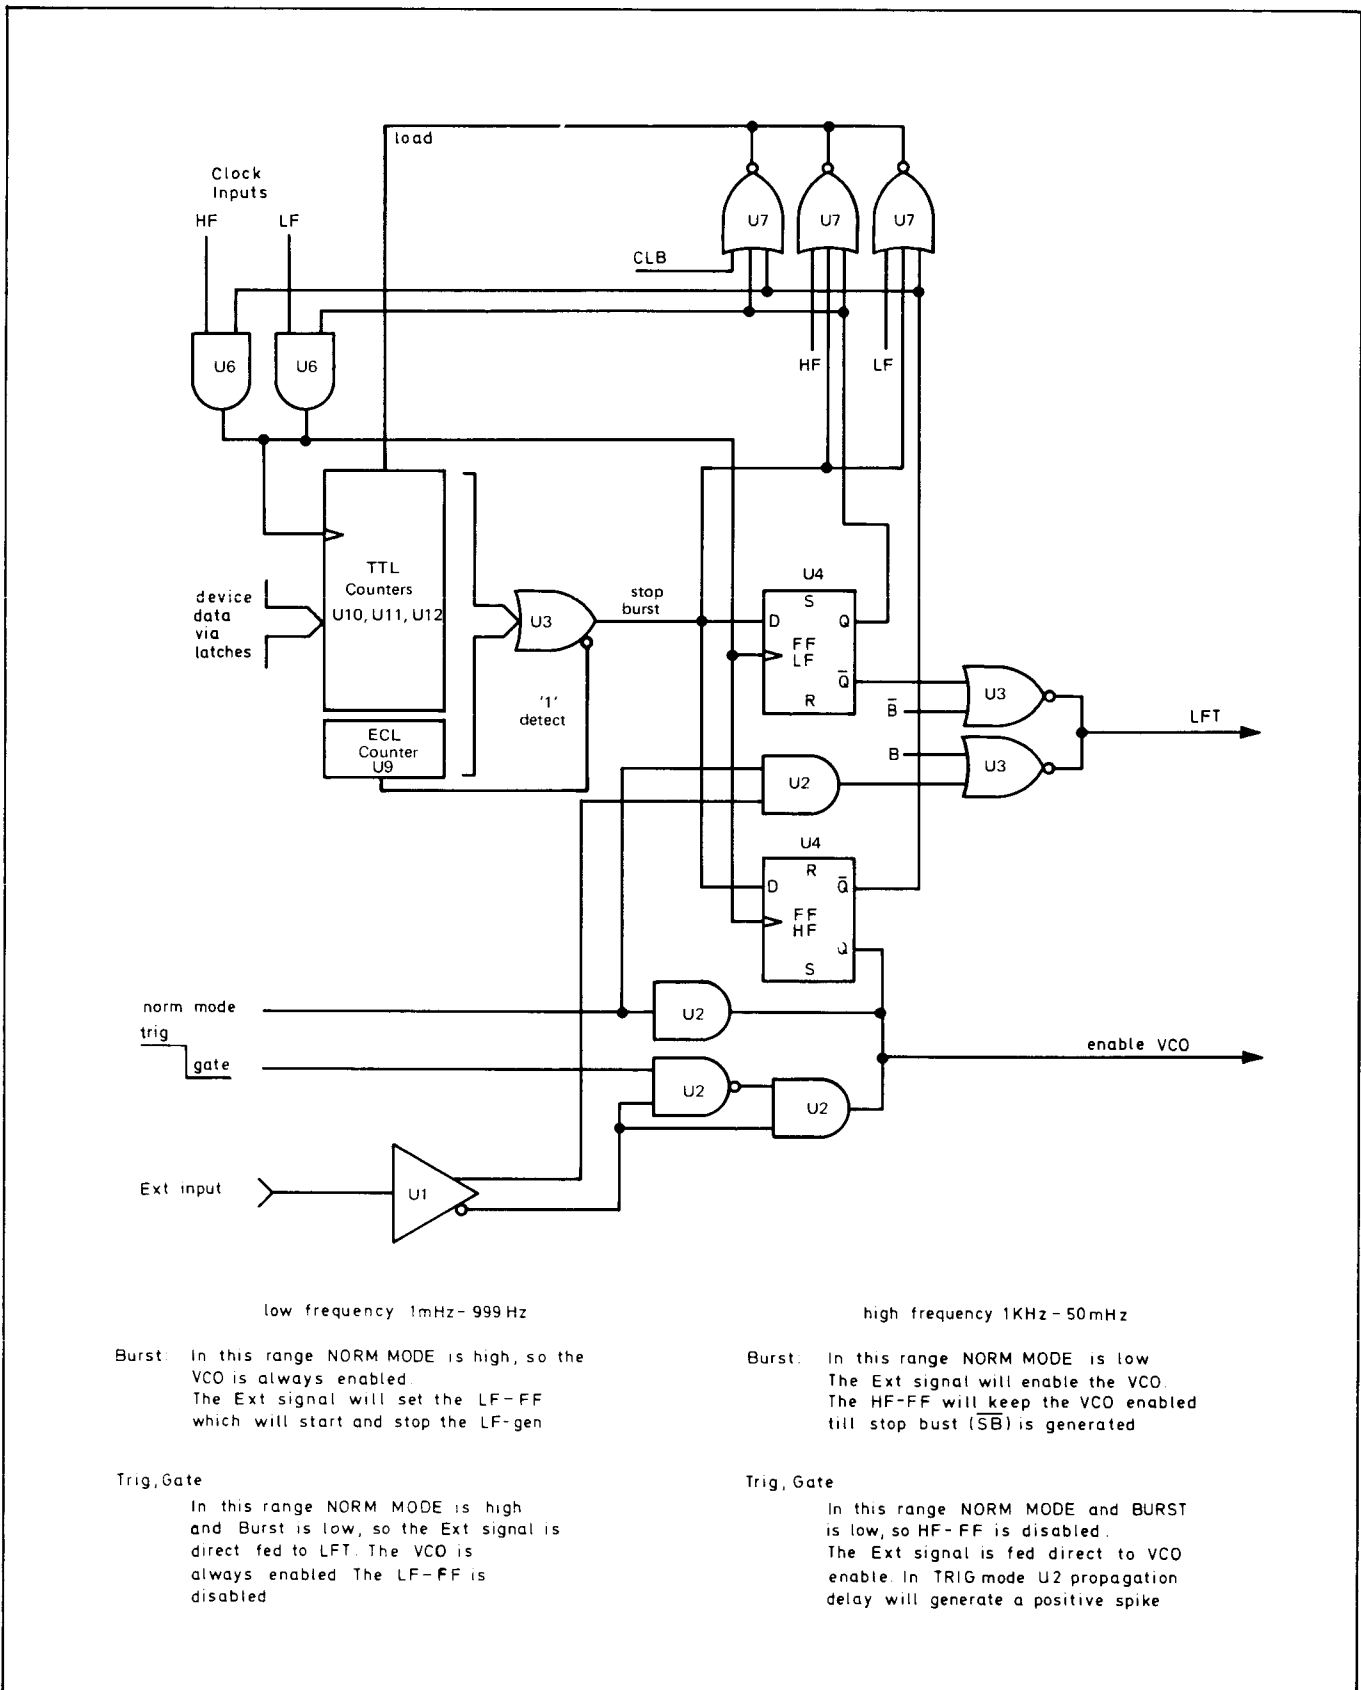 load
Clock
Inputs
HF
LF
U7
U7
U7
CLB
HF
LF
U6
U6
TTL
Counters
U10, U11, U12
device
data
via
latches
U3
stop
burst
'1'
detect
ECL
Counter
U9
U4
S
D
Q
FF
LF
Q̅
R
B̅
U3
LFT
B
U3
U2
U4
R
D
Q̅
FF
HF
Q
S
norm mode
U2
trig
gate
U2
U2
enable VCO
Ext input
U1
low frequency 1mHz-999Hz
Burst: In this range NORM MODE is high, so the
VCO is always enabled.
The Ext signal will set the LF-FF
which will start and stop the LF-gen
Trig,Gate
In this range NORM MODE is high
and Burst is low, so the Ext signal is
direct fed to LFT. The VCO is
always enabled The LF-FF is
disabled
high frequency 1KHz-50mHz
Burst: In this range NORM MODE is low
The Ext signal will enable the VCO.
The HF-FF will keep the VCO enabled
till stop bust (S̅B̅) is generated
Trig, Gate
In this range NORM MODE and BURST
is low, so HF-FF is disabled.
The Ext signal is fed direct to VCO
enable. In TRIG mode U2 propagation
delay will generate a positive spike